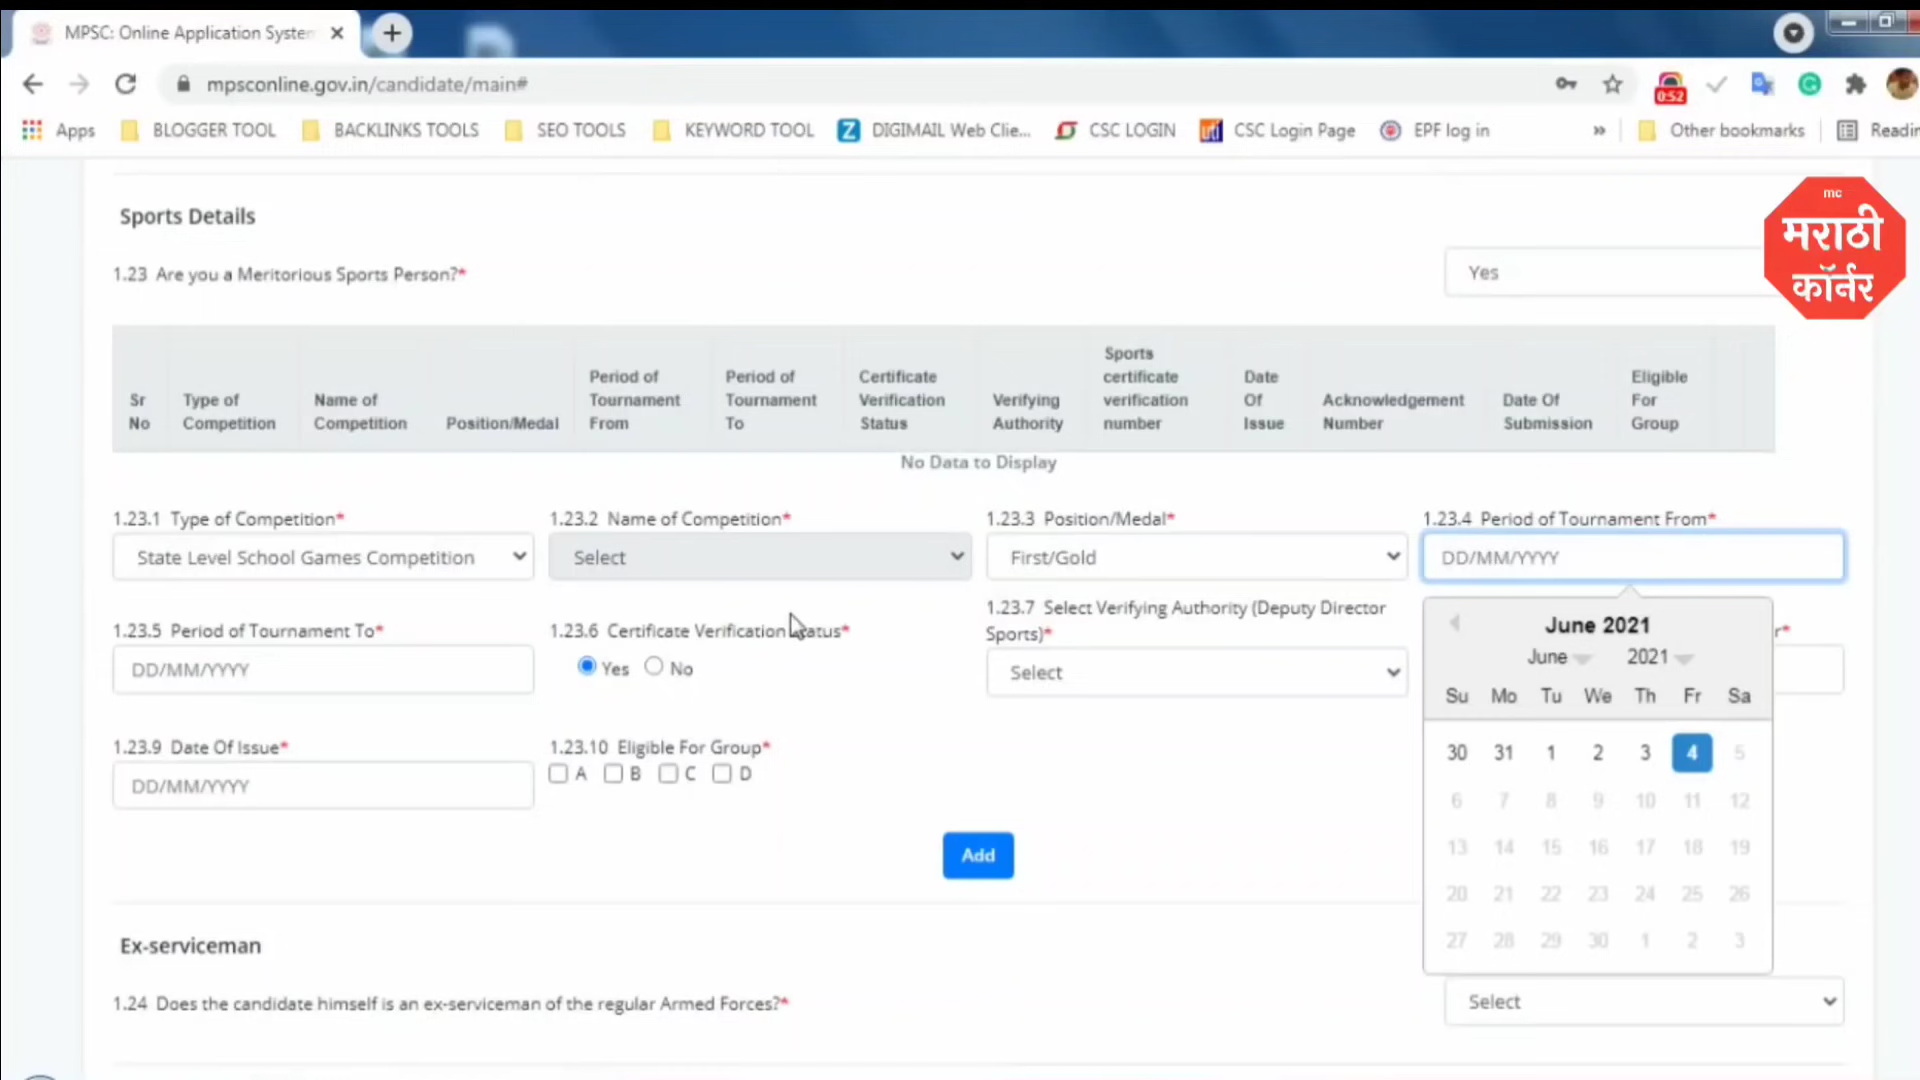 MPSC: Online Application System
mpsconline.gov.in/candidate/main#
0:52
Apps BLOGGER TOOL BACKLINKS TOOLS SEO TOOLS KEYWORD TOOL DIGIMAIL Web Clie... CSC LOGIN CSC Login Page EPF log in » Other bookmarks Readin
mc
मराठी
कॉर्नर
Sports Details
1.23 Are you a Meritorious Sports Person?*
Yes
Sr No
Type of Competition
Name of Competition
Position/Medal
Period of Tournament From
Period of Tournament To
Certificate Verification Status
Verifying Authority
Sports certificate verification number
Date Of Issue
Acknowledgement Number
Date Of Submission
Eligible For Group
No Data to Display
1.23.1 Type of Competition*
State Level School Games Competition
1.23.2 Name of Competition*
Select
1.23.3 Position/Medal*
First/Gold
1.23.4 Period of Tournament From*
DD/MM/YYYY
1.23.5 Period of Tournament To*
DD/MM/YYYY
1.23.6 Certificate Verification Status*
Yes No
1.23.7 Select Verifying Authority (Deputy Director
Sports)*
Select
r*
June 2021
June 2021
Su Mo Tu We Th Fr Sa
30 31 1 2 3 4 5
6 7 8 9 10 11 12
13 14 15 16 17 18 19
20 21 22 23 24 25 26
27 28 29 30 1 2 3
1.23.9 Date Of Issue*
DD/MM/YYYY
1.23.10 Eligible For Group*
A B C D
Add
Ex-serviceman
1.24 Does the candidate himself is an ex-serviceman of the regular Armed Forces?*
Select